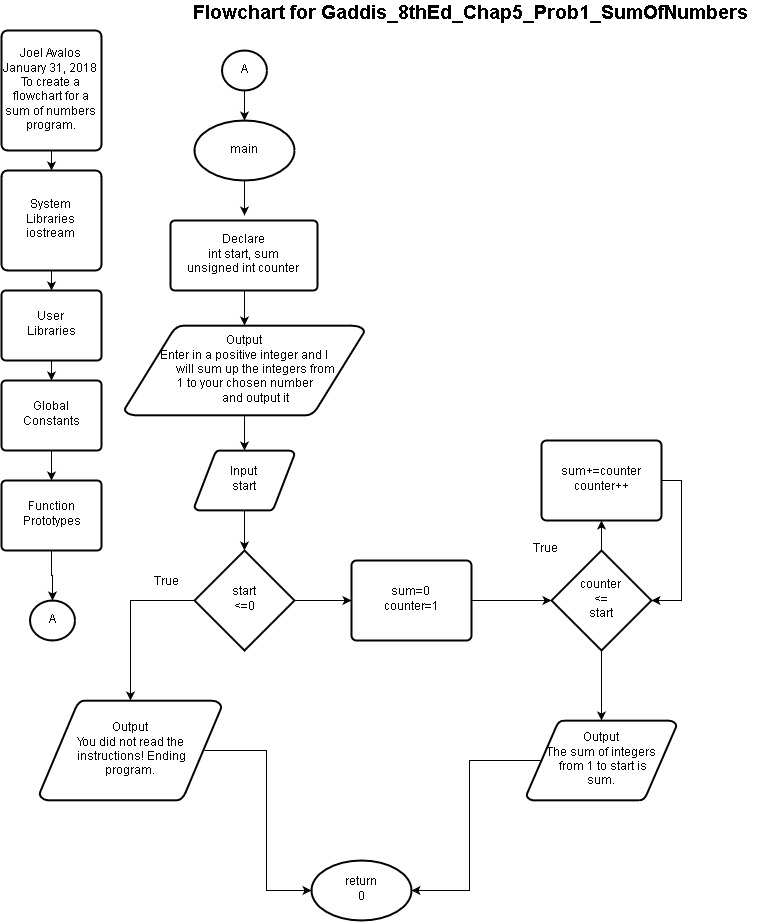 Flowchart for Gaddis_8thEd_Chap5_Prob1_SumOfNumbers
Joel Avalos
January 31, 2018
To create a
flowchart for a
sum of numbers
program.
System
Libraries
iostream
User
Libraries
Global
Constants
Function
Prototypes
A
A
main
Declare
int start, sum
unsigned int counter
Output
Enter in a positive integer and I
will sum up the integers from
1 to your chosen number
and output it
Input
start
start
<=0
True
Output
You did not read the
instructions! Ending
program.
sum=0
counter=1
counter
<=
start
True
sum+=counter
counter++
Output
The sum of integers
from 1 to start is
sum.
return
0